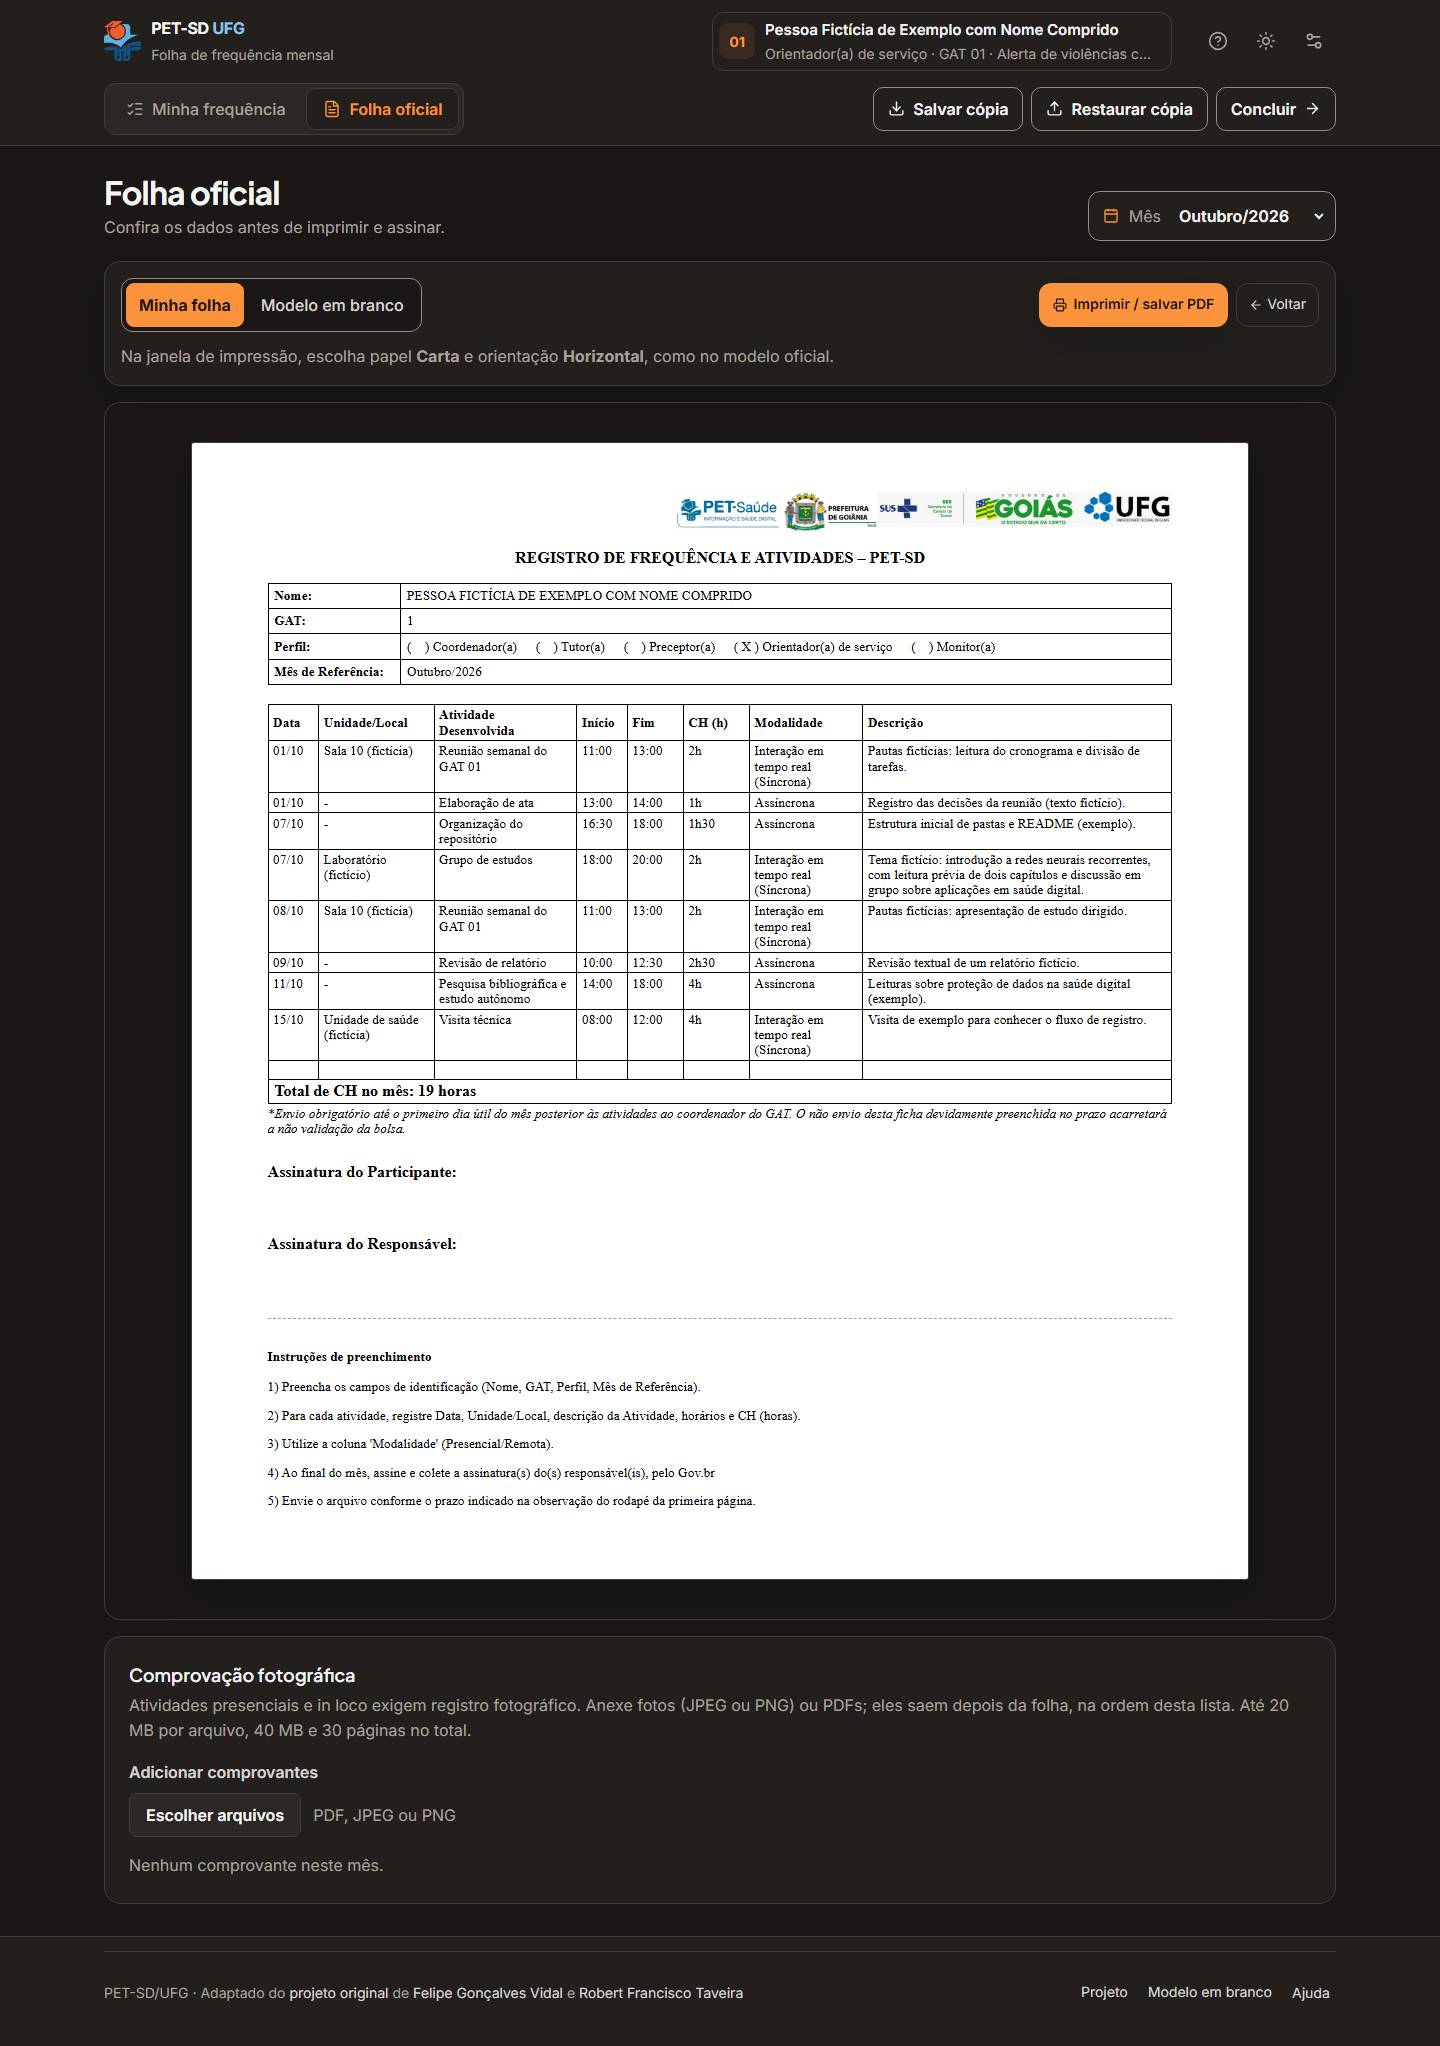 PET-SD UFG
Folha de frequência mensal
01
Pessoa Fictícia de Exemplo com Nome Comprido
Orientador(a) de serviço · GAT 01 · Alerta de violências c...
Minha frequência
Folha oficial
Salvar cópia
Restaurar cópia
Concluir
Folha oficial
Confira os dados antes de imprimir e assinar.
Mês Outubro/2026
Minha folha
Modelo em branco
Imprimir / salvar PDF
Voltar
Na janela de impressão, escolha papel Carta e orientação Horizontal, como no modelo oficial.
PET-Saúde
INFORMAÇÃO E SAÚDE DIGITAL
PREFEITURA
DE GOIÂNIA
SUS
SES
Secretaria de
Estado da
Saúde
GOVERNO DE
GOIÁS
O ESTADO QUE DÁ CERTO
UFG
UNIVERSIDADE FEDERAL DE GOIÁS
REGISTRO DE FREQUÊNCIA E ATIVIDADES – PET-SD
Nome: PESSOA FICTÍCIA DE EXEMPLO COM NOME COMPRIDO
GAT: 1
Perfil: ( ) Coordenador(a) ( ) Tutor(a) ( ) Preceptor(a) ( X ) Orientador(a) de serviço ( ) Monitor(a)
Mês de Referência: Outubro/2026
Data Unidade/Local Atividade Desenvolvida Início Fim CH (h) Modalidade Descrição
01/10 Sala 10 (fictícia) Reunião semanal do GAT 01 11:00 13:00 2h Interação em tempo real (Síncrona) Pautas fictícias: leitura do cronograma e divisão de tarefas.
01/10 - Elaboração de ata 13:00 14:00 1h Assíncrona Registro das decisões da reunião (texto fictício).
07/10 - Organização do repositório 16:30 18:00 1h30 Assíncrona Estrutura inicial de pastas e README (exemplo).
07/10 Laboratório (fictício) Grupo de estudos 18:00 20:00 2h Interação em tempo real (Síncrona) Tema fictício: introdução a redes neurais recorrentes, com leitura prévia de dois capítulos e discussão em grupo sobre aplicações em saúde digital.
08/10 Sala 10 (fictícia) Reunião semanal do GAT 01 11:00 13:00 2h Interação em tempo real (Síncrona) Pautas fictícias: apresentação de estudo dirigido.
09/10 - Revisão de relatório 10:00 12:30 2h30 Assíncrona Revisão textual de um relatório fictício.
11/10 - Pesquisa bibliográfica e estudo autônomo 14:00 18:00 4h Assíncrona Leituras sobre proteção de dados na saúde digital (exemplo).
15/10 Unidade de saúde (fictícia) Visita técnica 08:00 12:00 4h Interação em tempo real (Síncrona) Visita de exemplo para conhecer o fluxo de registro.
Total de CH no mês: 19 horas
*Envio obrigatório até o primeiro dia útil do mês posterior às atividades ao coordenador do GAT. O não envio desta ficha devidamente preenchida no prazo acarretará
a não validação da bolsa.
Assinatura do Participante:
Assinatura do Responsável:
Instruções de preenchimento
1) Preencha os campos de identificação (Nome, GAT, Perfil, Mês de Referência).
2) Para cada atividade, registre Data, Unidade/Local, descrição da Atividade, horários e CH (horas).
3) Utilize a coluna 'Modalidade' (Presencial/Remota).
4) Ao final do mês, assine e colete a assinatura(s) do(s) responsável(is), pelo Gov.br
5) Envie o arquivo conforme o prazo indicado na observação do rodapé da primeira página.
Comprovação fotográfica
Atividades presenciais e in loco exigem registro fotográfico. Anexe fotos (JPEG ou PNG) ou PDFs; eles saem depois da folha, na ordem desta lista. Até 20
MB por arquivo, 40 MB e 30 páginas no total.
Adicionar comprovantes
Escolher arquivos PDF, JPEG ou PNG
Nenhum comprovante neste mês.
PET-SD/UFG · Adaptado do projeto original de Felipe Gonçalves Vidal e Robert Francisco Taveira
Projeto
Modelo em branco
Ajuda